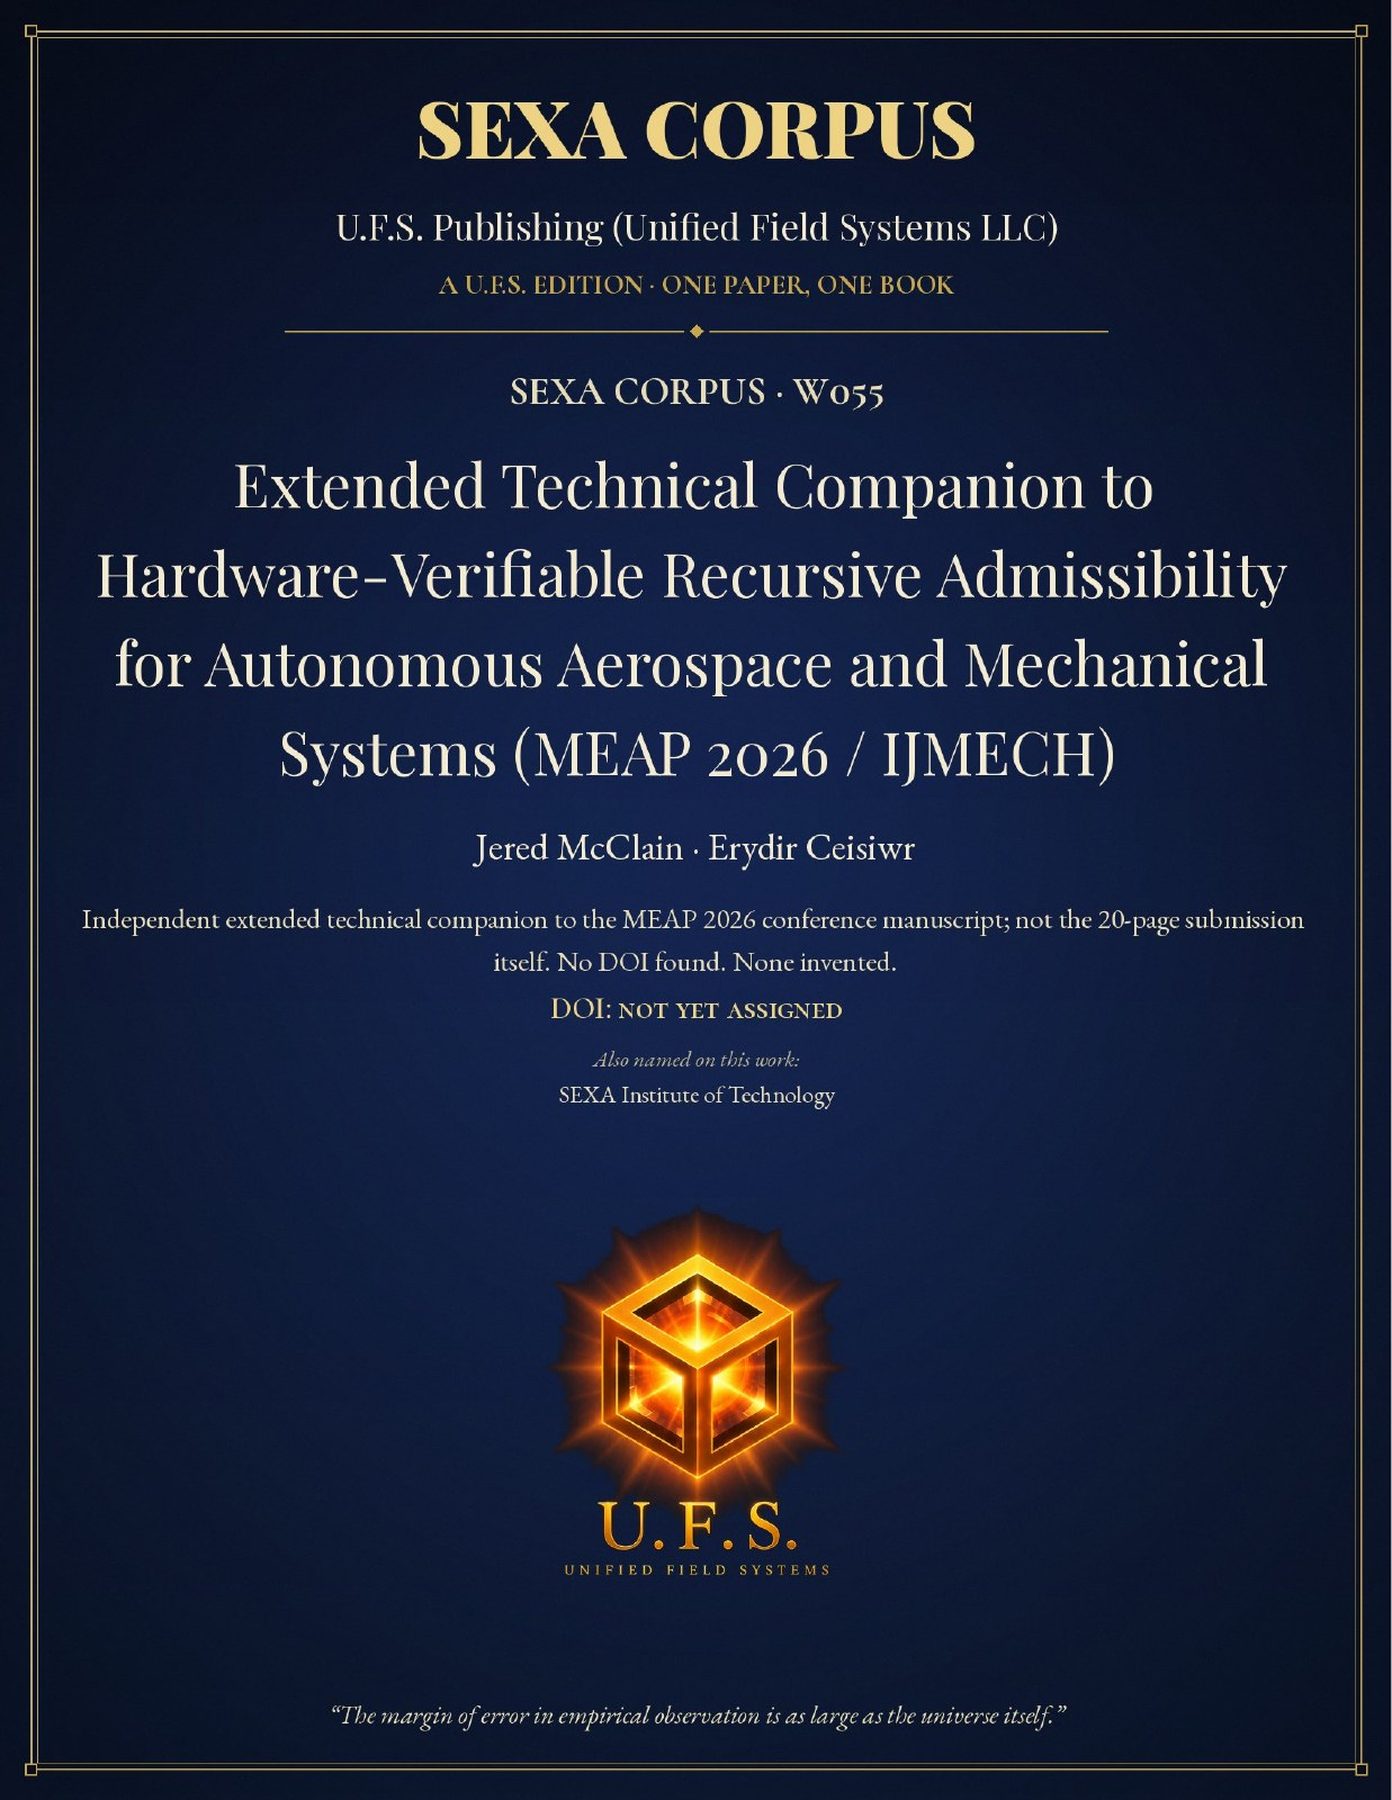 SEXA CORPUS
U.F.S. Publishing (Unified Field Systems LLC)
A U.F.S. EDITION · ONE PAPER, ONE BOOK
SEXA CORPUS · W055
Extended Technical Companion to
Hardware-Verifiable Recursive Admissibility
for Autonomous Aerospace and Mechanical
Systems (MEAP 2026 / IJMECH)
Jered McClain · Erydir Ceisiwr
Independent extended technical companion to the MEAP 2026 conference manuscript; not the 20-page submission
itself. No DOI found. None invented.
DOI: NOT YET ASSIGNED
Also named on this work:
SEXA Institute of Technology
U.F.S.
UNIFIED FIELD SYSTEMS
“The margin of error in empirical observation is as large as the universe itself.”